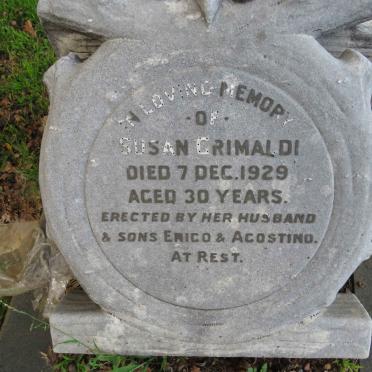 IN LOVING MEMORY
- OF -
SUSAN GRIMALDI
DIED 7 DEC. 1929
AGED 30 YEARS.
ERECTED BY HER HUSBAND
& SONS ENICO & AGOSTINO.
AT REST.